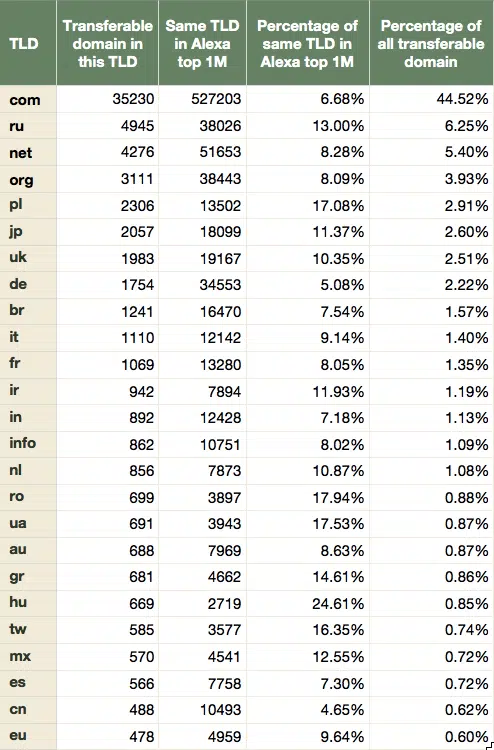 TLD Transferable domain in this TLD Same TLD in Alexa top 1M Percentage of same TLD in Alexa top 1M Percentage of all transferable domain
com 35230 527203 6.68% 44.52%
ru 4945 38026 13.00% 6.25%
net 4276 51653 8.28% 5.40%
org 3111 38443 8.09% 3.93%
pl 2306 13502 17.08% 2.91%
jp 2057 18099 11.37% 2.60%
uk 1983 19167 10.35% 2.51%
de 1754 34553 5.08% 2.22%
br 1241 16470 7.54% 1.57%
it 1110 12142 9.14% 1.40%
fr 1069 13280 8.05% 1.35%
ir 942 7894 11.93% 1.19%
in 892 12428 7.18% 1.13%
info 862 10751 8.02% 1.09%
nl 856 7873 10.87% 1.08%
ro 699 3897 17.94% 0.88%
ua 691 3943 17.53% 0.87%
au 688 7969 8.63% 0.87%
gr 681 4662 14.61% 0.86%
hu 669 2719 24.61% 0.85%
tw 585 3577 16.35% 0.74%
mx 570 4541 12.55% 0.72%
es 566 7758 7.30% 0.72%
cn 488 10493 4.65% 0.62%
eu 478 4959 9.64% 0.60%